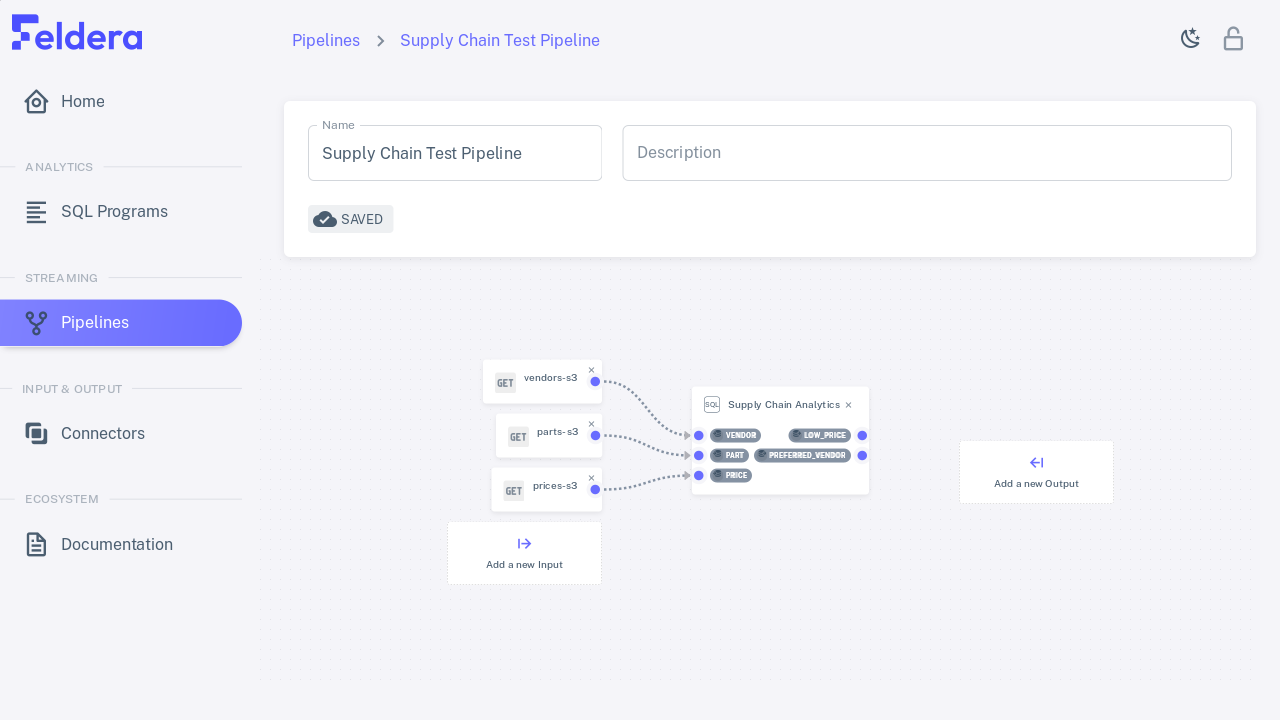 Feldera
Pipelines > Supply Chain Test Pipeline
Home
Name
Supply Chain Test Pipeline
Description
ANALYTICS
SQL Programs
SAVED
STREAMING
Pipelines
INPUT & OUTPUT
Connectors
ECOSYSTEM
Documentation
GET vendors-s3 ×
GET parts-s3 ×
GET prices-s3 ×
Add a new Input
SQL Supply Chain Analytics ×
VENDOR LOW_PRICE
PART PREFERRED_VENDOR
PRICE
Add a new Output